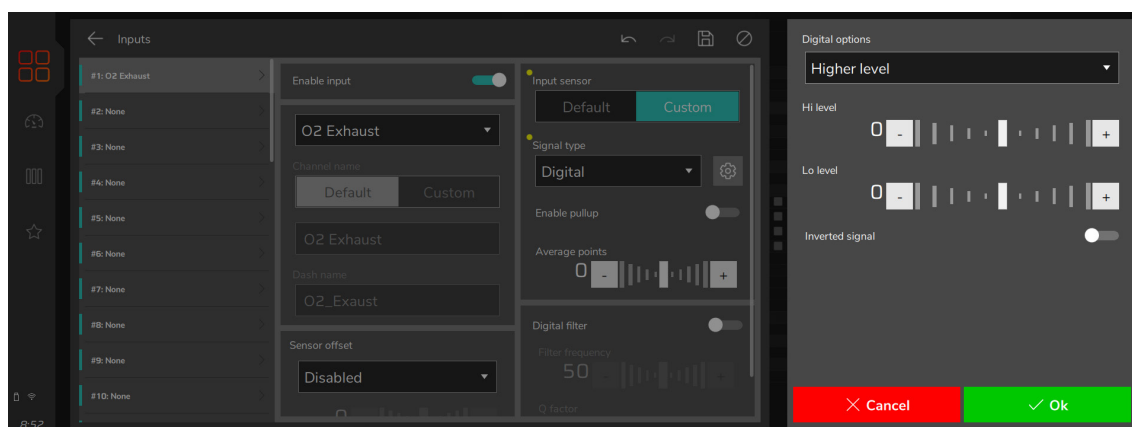 Inputs
#1: O2 Exhaust
#2: None
#3: None
#4: None
#5: None
#6: None
#7: None
#8: None
#9: None
#10: None
8:52
Enable input
O2 Exhaust
Channel name
Default Custom
O2 Exhaust
Dash name
O2_Exaust
Sensor offset
Disabled
0
Input sensor
Default Custom
Signal type
Digital
Enable pullup
Average points
0 - +
Digital filter
Filter frequency
50 - +
Q factor
Digital options
Higher level
Hi level
0 - +
Lo level
0 - +
Inverted signal
Cancel
Ok